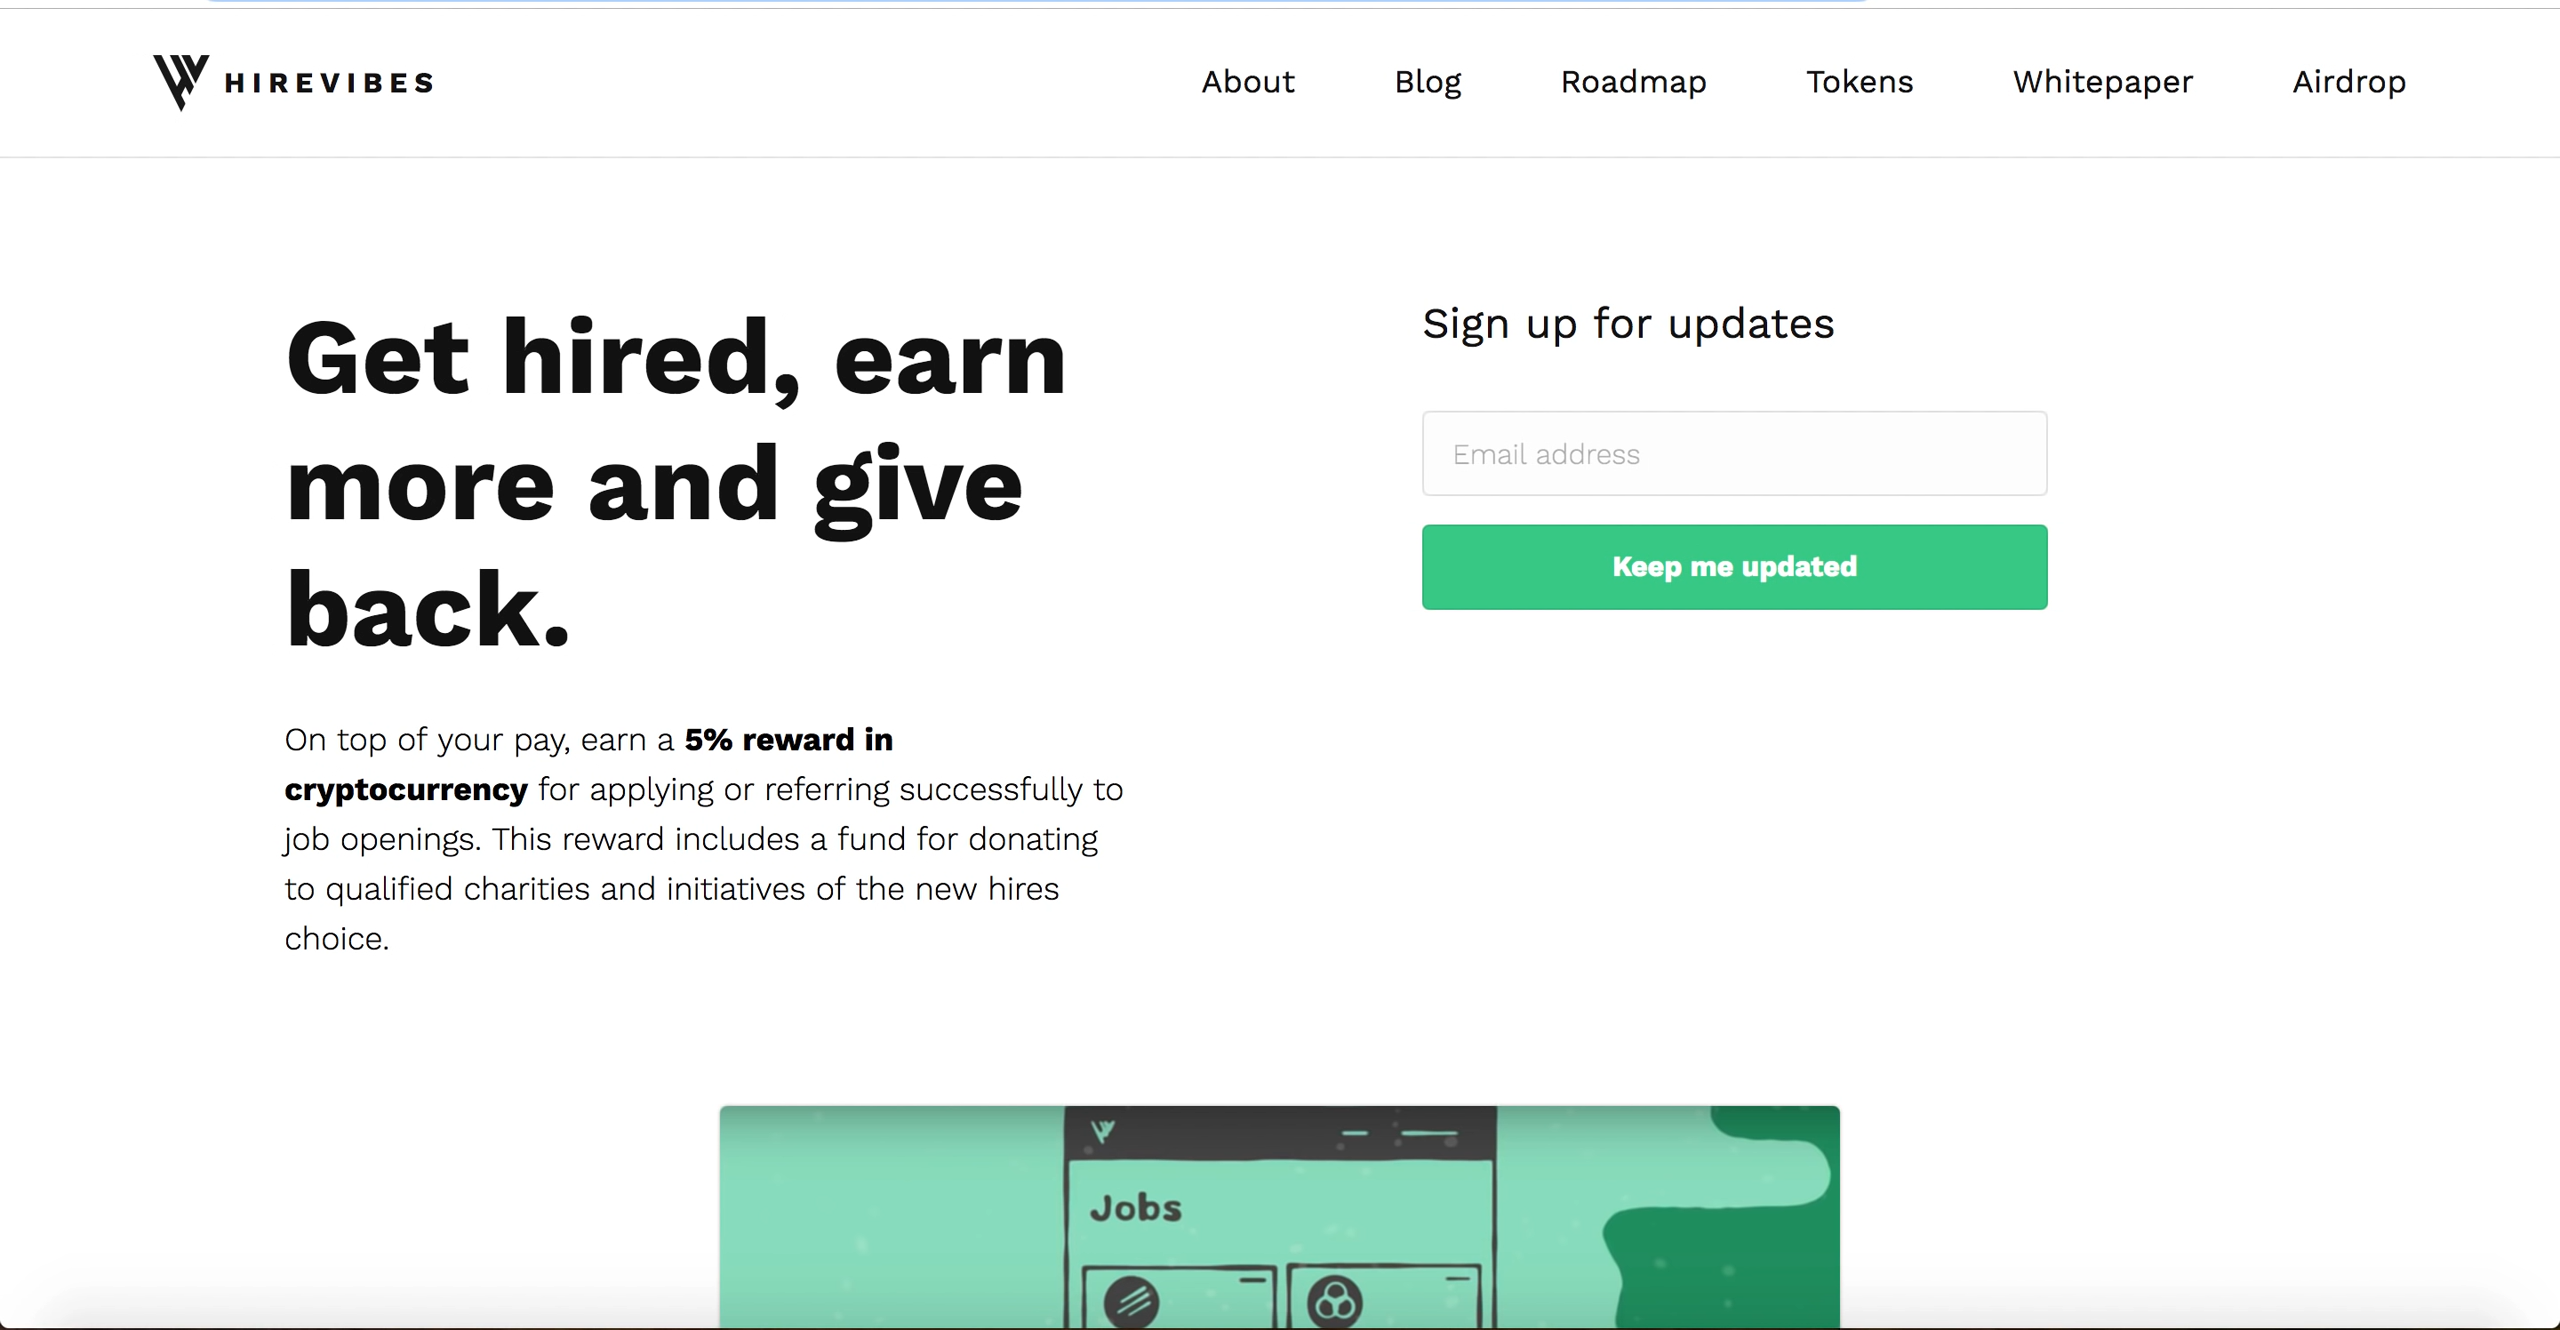 HIREVIBES
About Blog Roadmap Tokens Whitepaper Airdrop
Get hired, earn
more and give
back.
On top of your pay, earn a 5% reward in
cryptocurrency for applying or referring successfully to
job openings. This reward includes a fund for donating
to qualified charities and initiatives of the new hires
choice.
Sign up for updates
Email address
Keep me updated
Jobs